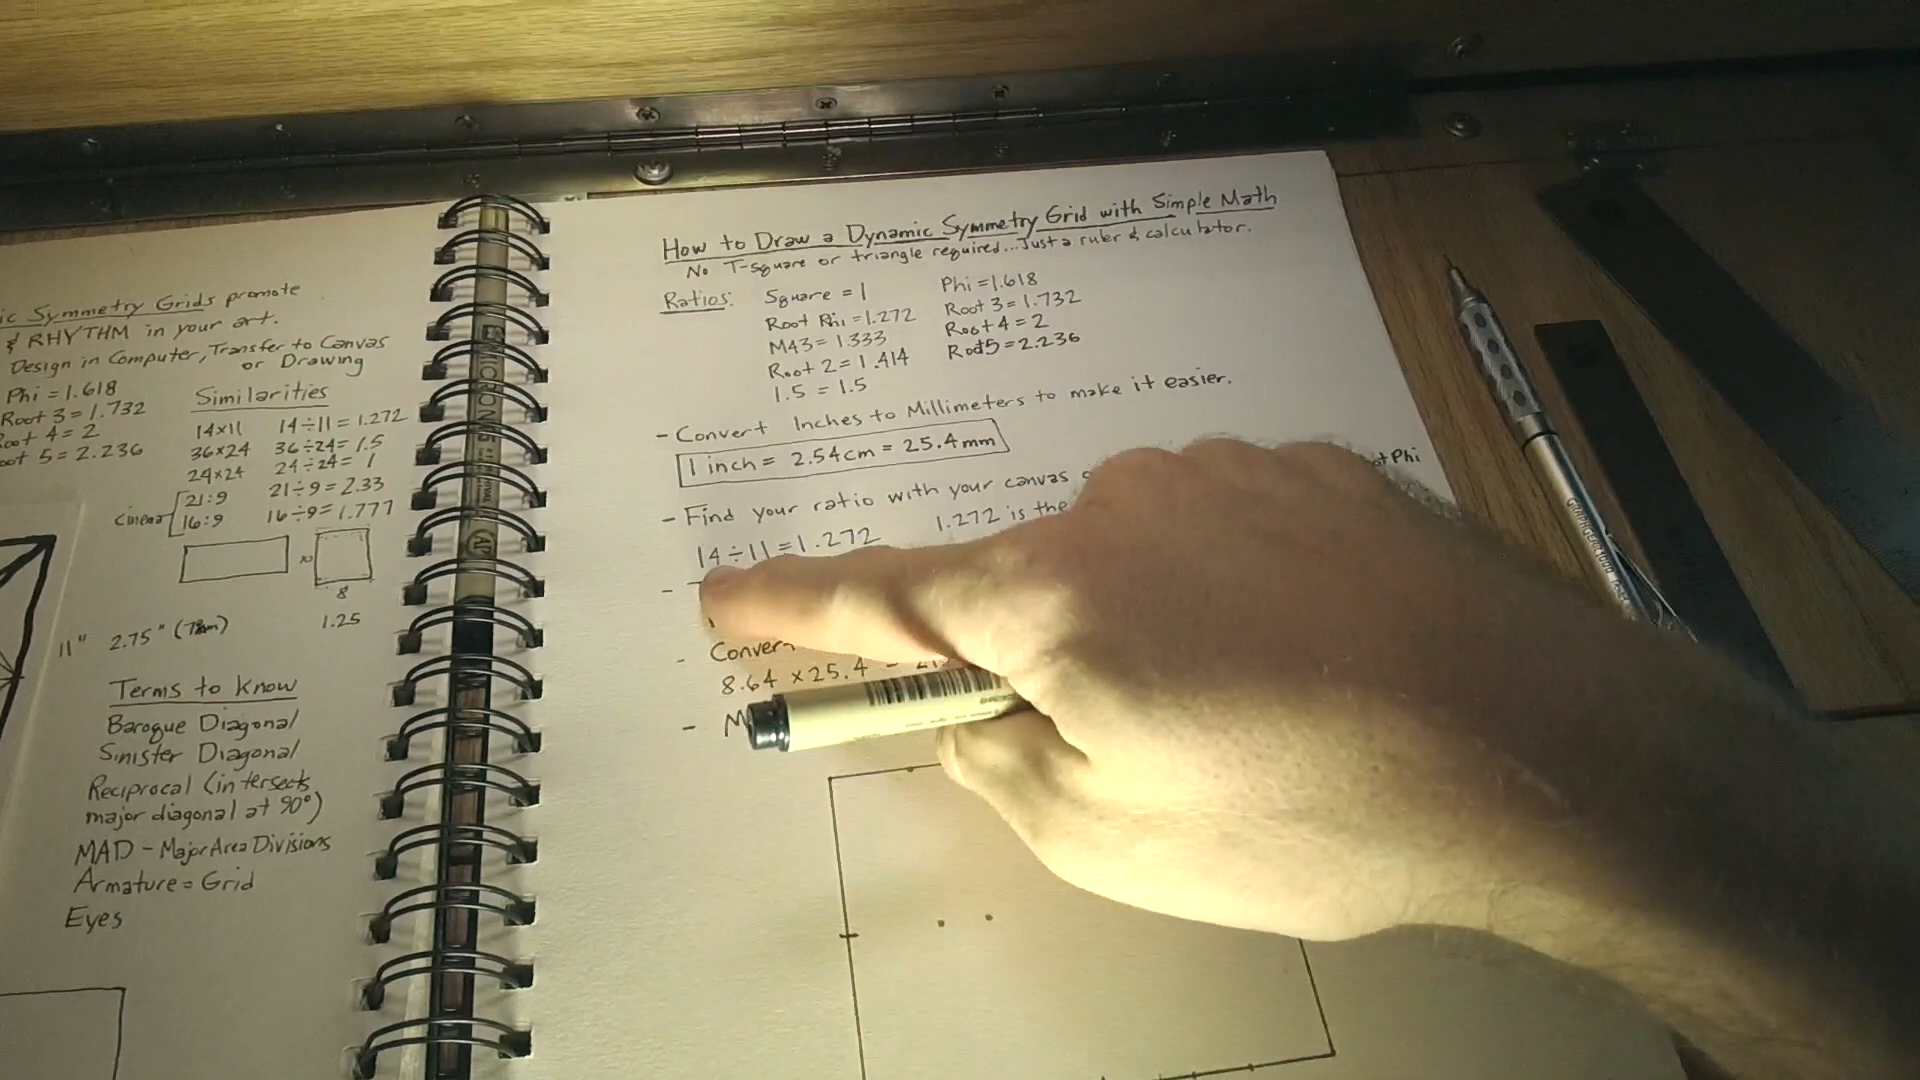 Symmetry Grids promote
& RHYTHM in your art.
Design in Computer, Transfer to Canvas
or Drawing
Phi = 1.618
Root 3 = 1.732
Root 4 = 2
Root 5 = 2.236
Similarities
14x11 14÷11 = 1.272
36x24 36÷24 = 1.5
24x24 24÷24 = 1
21:9 21÷9 = 2.33
16:9 16÷9 = 1.777
10
8
11" 2.75"
1.25
Terms to Know
Baroque Diagonal
Sinister Diagonal
Reciprocal (intersects
major diagonal at 90°)
MAD - Major Area Divisions
Armature = Grid
Eyes
MICRON
How to Draw a Dynamic Symmetry Grid with Simple Math
No T-square or triangle required...Just a ruler & calculator.
Ratios: Square = 1
Root Phi = 1.272
M43 = 1.333
Root 2 = 1.414
1.5 = 1.5
Phi = 1.618
Root 3 = 1.732
Root 4 = 2
Root 5 = 2.236
- Convert Inches to Millimeters to make it easier.
1 inch = 2.54cm = 25.4mm
- Find your ratio with your canvas Phi
14÷11 = 1.272 1.272 is the
-
- Conver
8.64 x 25.4 =
- M